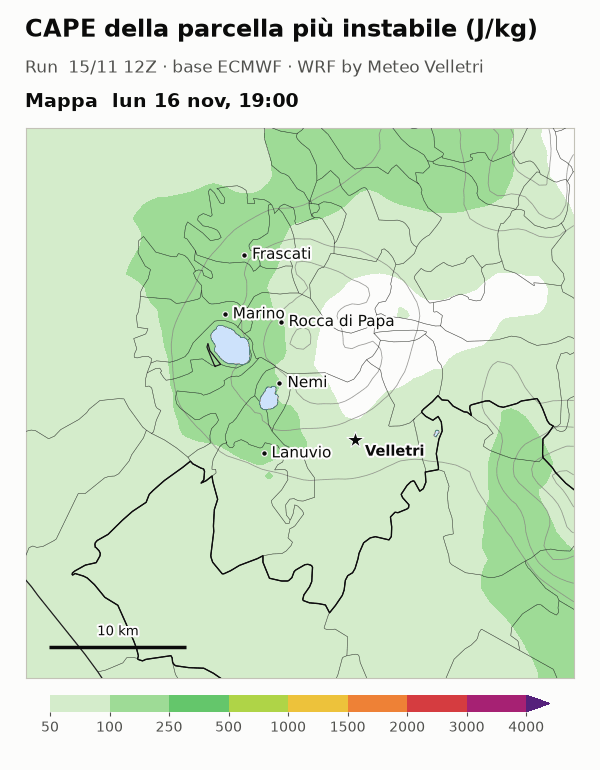 CAPE della parcella più instabile (J/kg)
Run  15/11 12Z · base ECMWF · WRF by Meteo Velletri
Mappa  lun 16 nov, 19:00
Frascati
Marino
Rocca di Papa
Nemi
Velletri
Lanuvio
10 km
50 100 250 500 1000 1500 2000 3000 4000